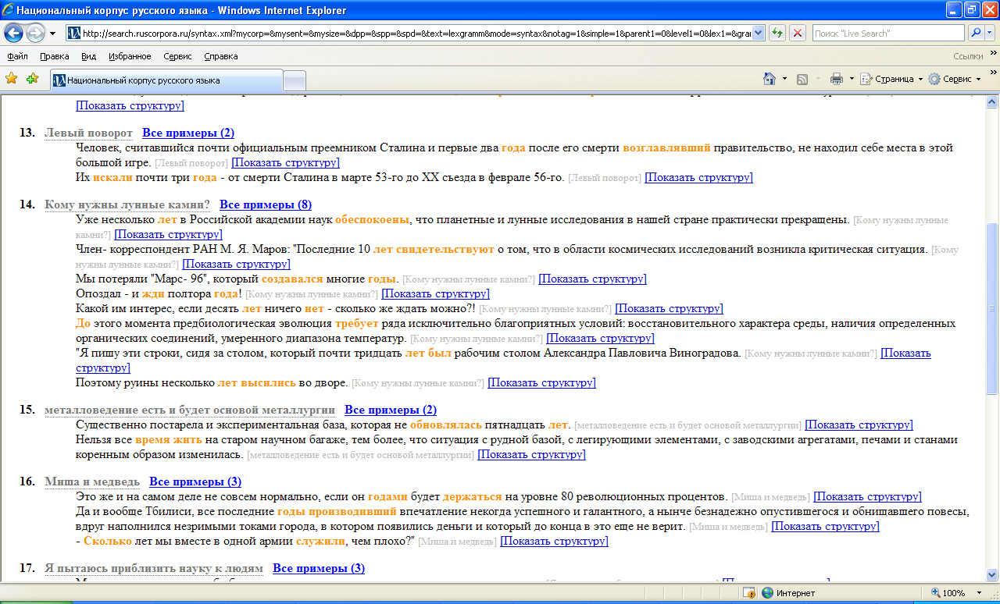 Национальный корпус русского языка - Windows Internet Explorer
http://search.ruscorpora.ru/syntax.xml?mycorp=&mysent=&mysize=&dpp=&spp=&spd=&text=lexgramm&mode=syntax&notag=1&simple=1&parent1=0&level1=0&lex1=&gra
Поиск "Live Search"
Файл Правка Вид Избранное Сервис Справка
Ссылки
Национальный корпус русского языка
Страница Сервис
[Показать структуру]
13. Левый поворот Все примеры (2)
Человек, считавшийся почти официальным преемником Сталина и первые два года после его смерти возглавлявший правительство, не находил себе места в этой
большой игре. [Левый поворот] [Показать структуру]
Их искали почти три года - от смерти Сталина в марте 53-го до XX съезда в феврале 56-го. [Левый поворот] [Показать структуру]
14. Кому нужны лунные камни? Все примеры (8)
Уже несколько лет в Российской академии наук обеспокоены, что планетные и лунные исследования в нашей стране практически прекращены. [Кому нужны лунные
камни?] [Показать структуру]
Член- корреспондент РАН М. Я. Маров: "Последние 10 лет свидетельствуют о том, что в области космических исследований возникла критическая ситуация. [Кому
нужны лунные камни?] [Показать структуру]
Мы потеряли "Марс- 96", который создавался многие годы. [Кому нужны лунные камни?] [Показать структуру]
Опоздал - и жди полтора года! [Кому нужны лунные камни?] [Показать структуру]
Какой им интерес, если десять лет ничего нет - сколько же ждать можно?! [Кому нужны лунные камни?] [Показать структуру]
До этого момента предбиологическая эволюция требует ряда исключительно благоприятных условий: восстановительного характера среды, наличия определенных
органических соединений, умеренного диапазона температур. [Кому нужны лунные камни?] [Показать структуру]
"Я пишу эти строки, сидя за столом, который почти тридцать лет был рабочим столом Александра Павловича Виноградова. [Кому нужны лунные камни?] [Показать
структуру]
Поэтому руины несколько лет высились во дворе. [Кому нужны лунные камни?] [Показать структуру]
15. металловедение есть и будет основой металлургии Все примеры (2)
Существенно постарела и экспериментальная база, которая не обновлялась пятнадцать лет. [металловедение есть и будет основой металлургии] [Показать структуру]
Нельзя все время жить на старом научном багаже, тем более, что ситуация с рудной базой, с легирующими элементами, с заводскими агрегатами, печами и станами
коренным образом изменилась. [металловедение есть и будет основой металлургии] [Показать структуру]
16. Миша и медведь Все примеры (3)
Это же и на самом деле не совсем нормально, если он годами будет держаться на уровне 80 революционных процентов. [Миша и медведь] [Показать структуру]
Да и вообще Тбилиси, все последние годы производивший впечатление некогда успешного и галантного, а нынче безнадежно опустившегося и обнищавшего повесы,
вдруг наполнился незримыми токами города, в котором появились деньги и который до конца в это еще не верит. [Миша и медведь] [Показать структуру]
- Сколько лет мы вместе в одной армии служили, чем плохо?" [Миша и медведь] [Показать структуру]
17. Я пытаюсь приблизить науку к людям Все примеры (3)
Интернет 100%